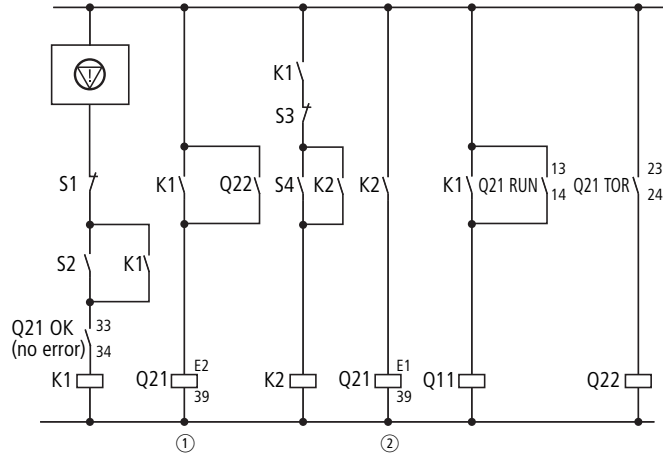 K1
S3
S1
K1
Q22
S4
K2
K2
K1
Q21 RUN
13
14
Q21 TOR
23
24
S2
K1
Q21 OK
(no error)
33
34
K1
Q21
E2
39
K2
Q21
E1
39
Q11
Q22
①
②